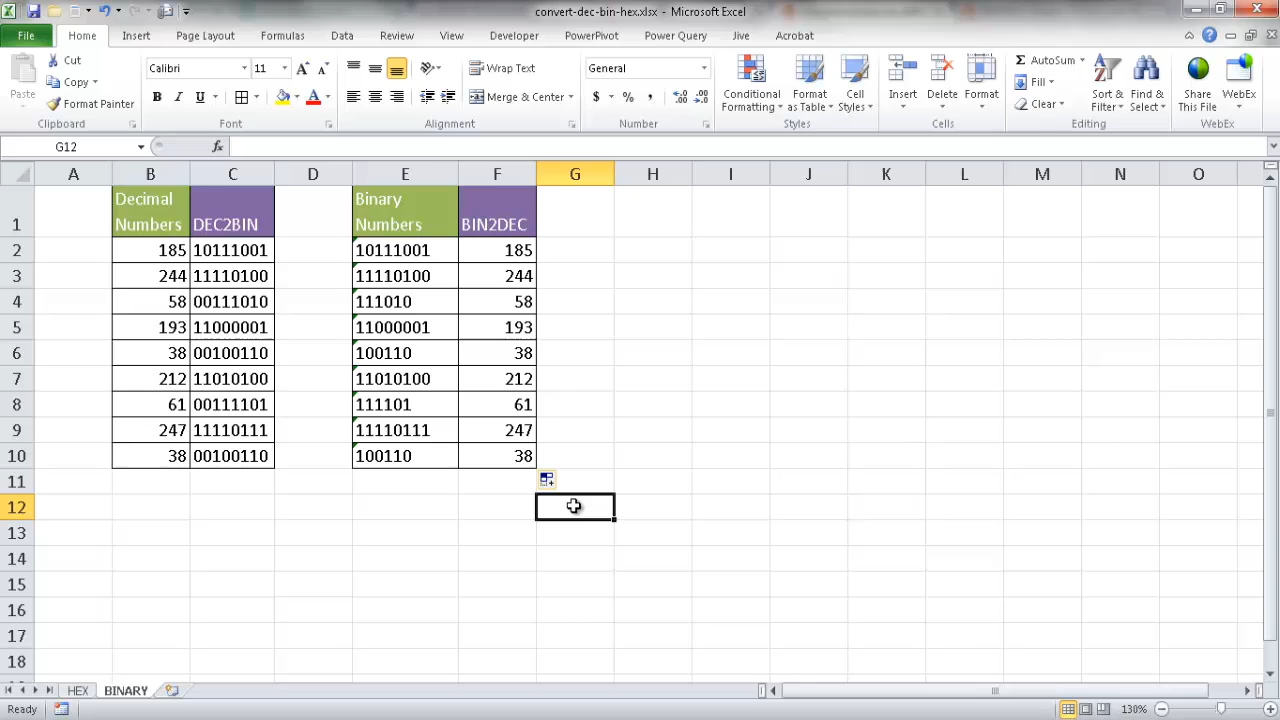 convert-dec-bin-hex.xlsx - Microsoft Excel
File Home Insert Page Layout Formulas Data Review View Developer PowerPivot Power Query Jive Acrobat
Paste
Cut
Copy
Format Painter
Clipboard
Calibri 11
B I U
Font
Wrap Text
Merge & Center
Alignment
General
$ % ,
Number
Conditional Formatting
Format as Table
Cell Styles
Styles
Insert Delete Format
Cells
AutoSum
Fill
Clear
Sort & Filter
Find & Select
Editing
Share This File
WebEx
WebEx
G12 fx
A B C D E F G H I J K L M N O
1 Decimal Numbers DEC2BIN Binary Numbers BIN2DEC
2 185 10111001 10111001 185
3 244 11110100 11110100 244
4 58 00111010 111010 58
5 193 11000001 11000001 193
6 38 00100110 100110 38
7 212 11010100 11010100 212
8 61 00111101 111101 61
9 247 11110111 11110111 247
10 38 00100110 100110 38
11
12
13
14
15
16
17
18
HEX BINARY
Ready 130%